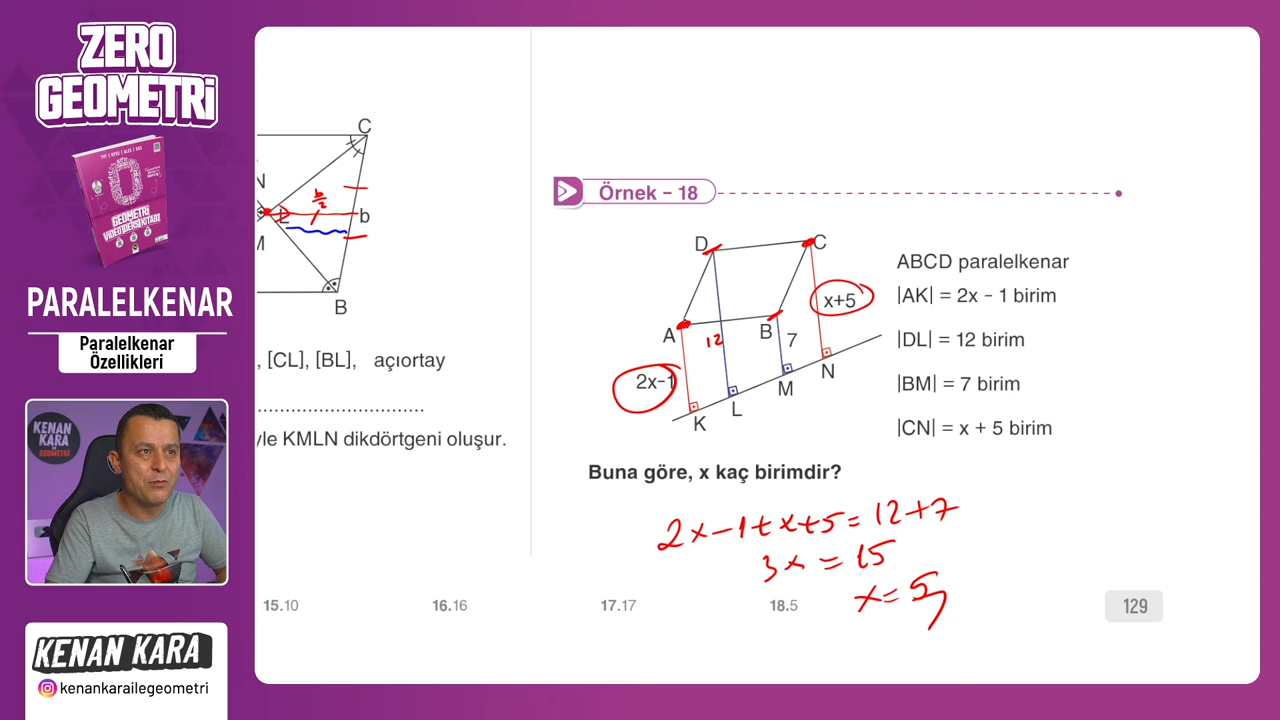 ZERO
GEOMETRİ
GEOMETRİ
VİDEO DERS KİTABI
PARALELKENAR
Paralelkenar
Özellikleri
KENAN
KARA
GEOMETRİ
KENAN KARA
kenankarailegeometri
C
N
b/2
L
b
M
B
, [CL], [BL], açıortay
................................
yle KMLN dikdörtgeni oluşur.
Örnek – 18
D
C
x+5
A
B
12
7
2x-1
K
L
M
N
ABCD paralelkenar
|AK| = 2x – 1 birim
|DL| = 12 birim
|BM| = 7 birim
|CN| = x + 5 birim
Buna göre, x kaç birimdir?
2x-1+x+5=12+7
3x=15
x=5
15.10 16.16 17.17 18.5
129